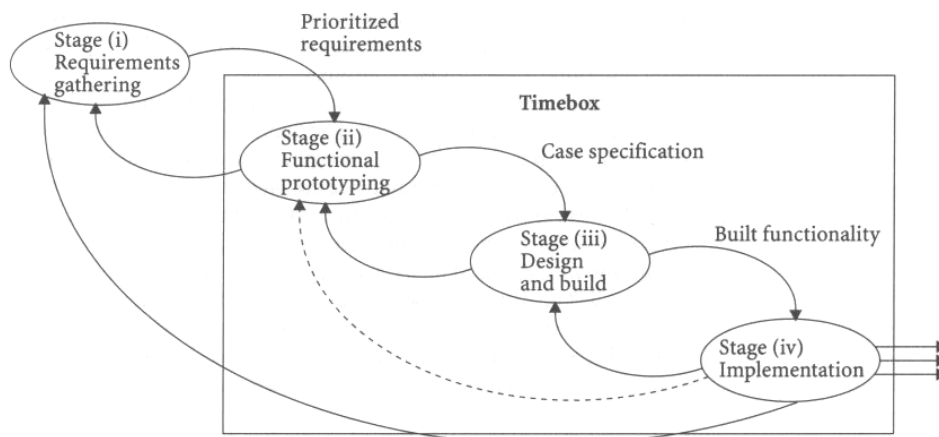 Stage (i)
Requirements
gathering
Prioritized
requirements
Timebox
Stage (ii)
Functional
prototyping
Case specification
Stage (iii)
Design
and build
Built functionality
Stage (iv)
Implementation